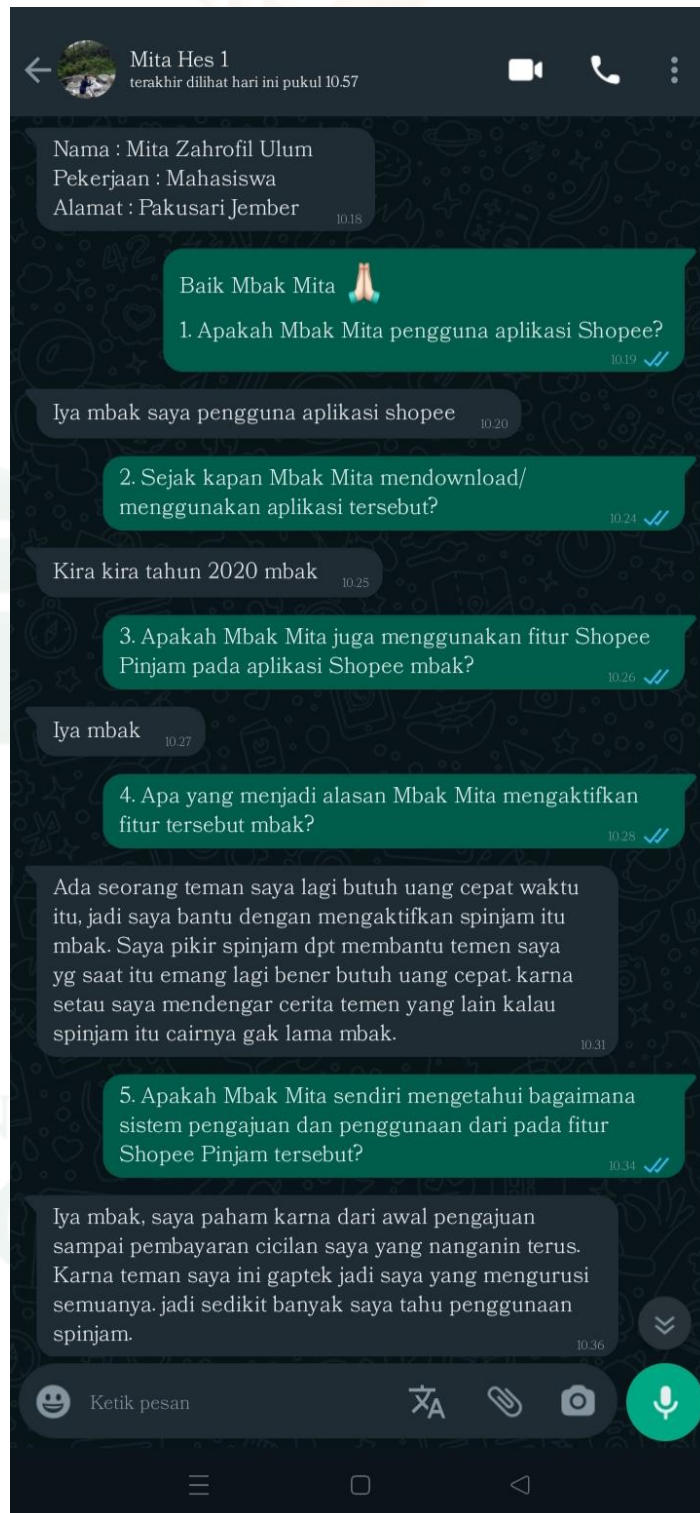 Mita Hes 1
terakhir dilihat hari ini pukul 10.57
Nama : Mita Zahrofil Ulum
Pekerjaan : Mahasiswa
Alamat : Pakusari Jember
10.18
Baik Mbak Mita 🙏🏻
1. Apakah Mbak Mita pengguna aplikasi Shopee?
10.19
Iya mbak saya pengguna aplikasi shopee
10.20
2. Sejak kapan Mbak Mita mendownload/
menggunakan aplikasi tersebut?
10.24
Kira kira tahun 2020 mbak
10.25
3. Apakah Mbak Mita juga menggunakan fitur Shopee
Pinjam pada aplikasi Shopee mbak?
10.26
Iya mbak
10.27
4. Apa yang menjadi alasan Mbak Mita mengaktifkan
fitur tersebut mbak?
10.28
Ada seorang teman saya lagi butuh uang cepat waktu
itu, jadi saya bantu dengan mengaktifkan spinjam itu
mbak. Saya pikir spinjam dpt membantu temen saya
yg saat itu emang lagi bener butuh uang cepat. karna
setau saya mendengar cerita temen yang lain kalau
spinjam itu cairnya gak lama mbak.
10.31
5. Apakah Mbak Mita sendiri mengetahui bagaimana
sistem pengajuan dan penggunaan dari pada fitur
Shopee Pinjam tersebut?
10.34
Iya mbak, saya paham karna dari awal pengajuan
sampai pembayaran cicilan saya yang nanganin terus.
Karna teman saya ini gaptek jadi saya yang mengurusi
semuanya. jadi sedikit banyak saya tahu penggunaan
spinjam.
10.36
Ketik pesan